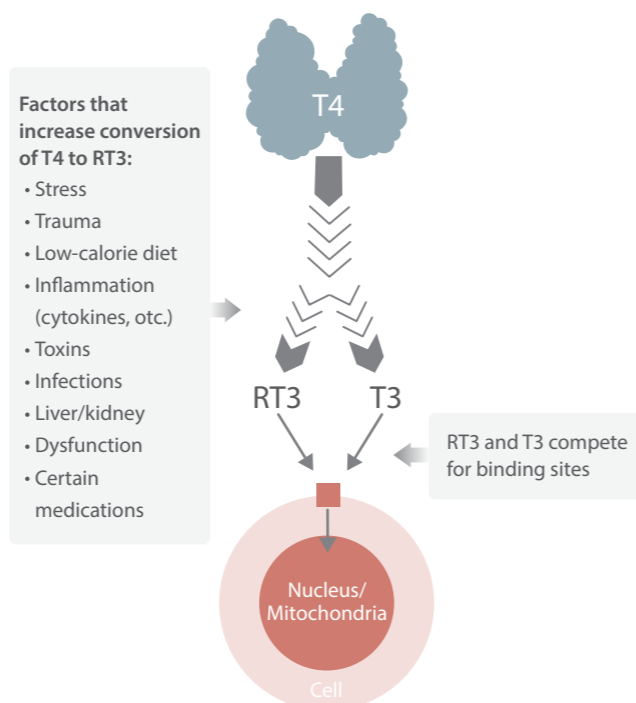 T4
Factors that
increase conversion
of T4 to RT3:
• Stress
• Trauma
• Low-calorie diet
• Inflammation
(cytokines, otc.)
• Toxins
• Infections
• Liver/kidney
• Dysfunction
• Certain
medications
RT3
T3
RT3 and T3 compete
for binding sites
Nucleus/
Mitochondria
Cell